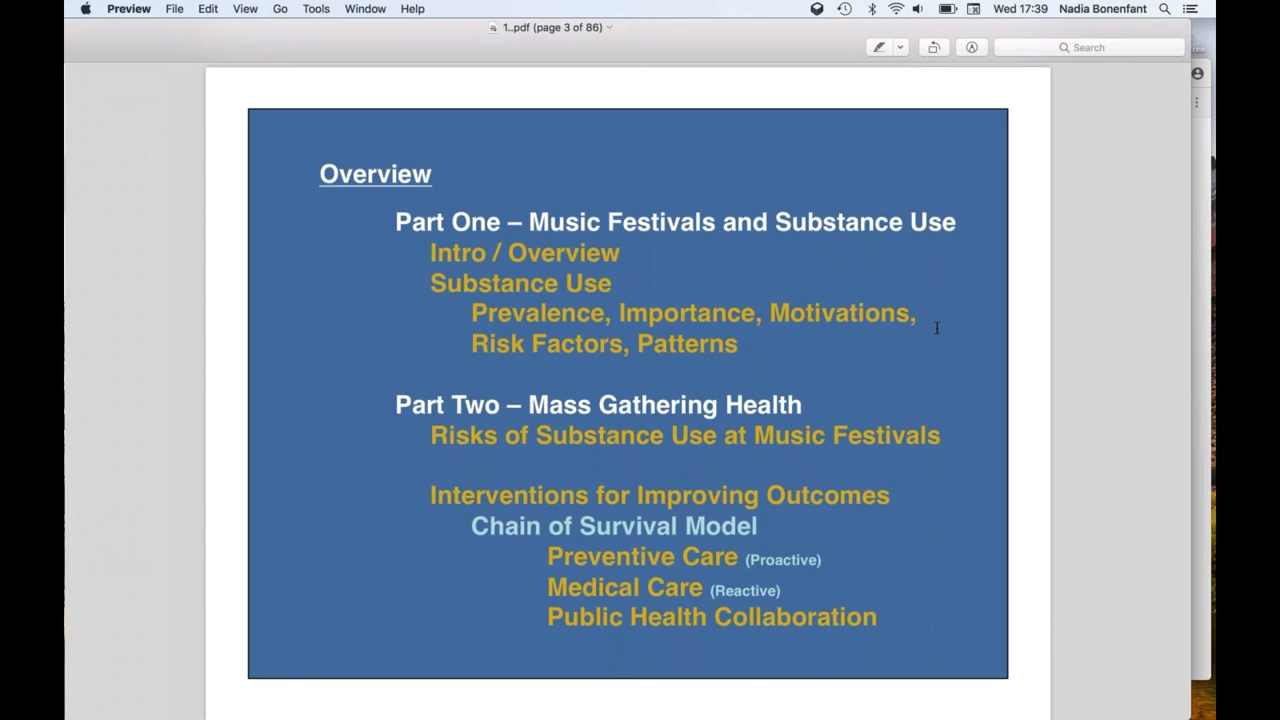 Preview File Edit View Go Tools Window Help Wed 17:39 Nadia Bonenfant
1..pdf (page 3 of 86)
Search
Overview
Part One – Music Festivals and Substance Use
Intro / Overview
Substance Use
Prevalence, Importance, Motivations,
Risk Factors, Patterns
Part Two – Mass Gathering Health
Risks of Substance Use at Music Festivals
Interventions for Improving Outcomes
Chain of Survival Model
Preventive Care (Proactive)
Medical Care (Reactive)
Public Health Collaboration